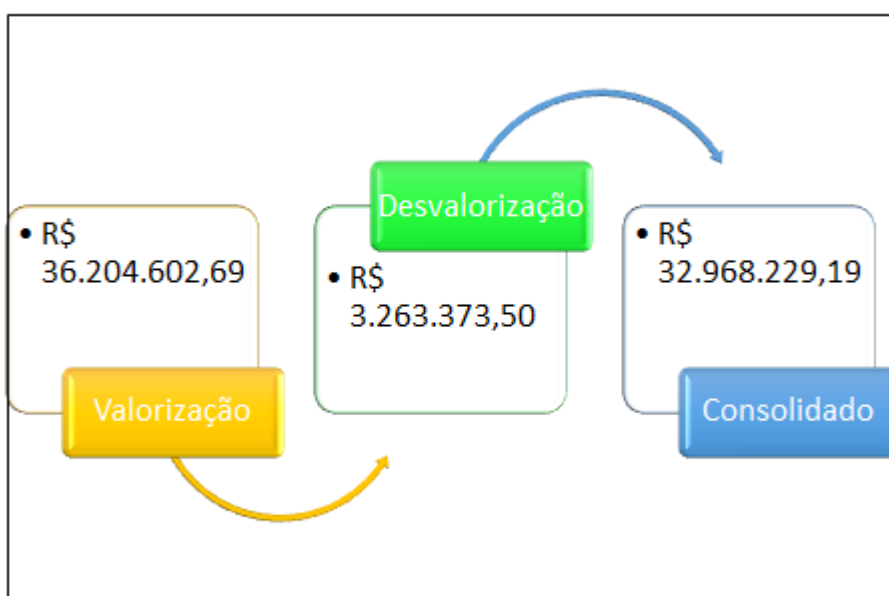 • R$
36.204.602,69
Valorização
Desvalorização
• R$
3.263.373,50
• R$
32.968.229,19
Consolidado